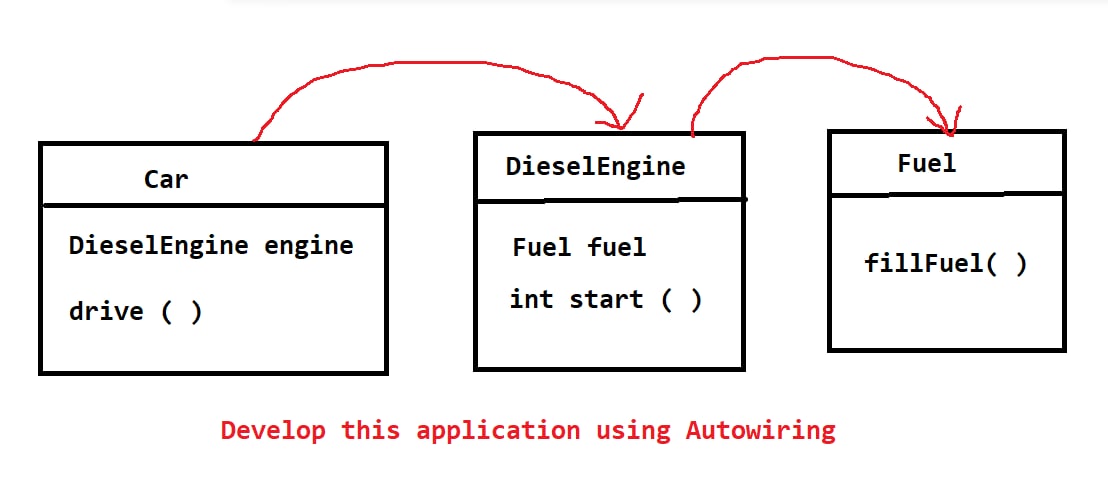 Car
DieselEngine engine
drive ( )
DieselEngine
Fuel fuel
int start ( )
Fuel
fillFuel( )
Develop this application using Autowiring